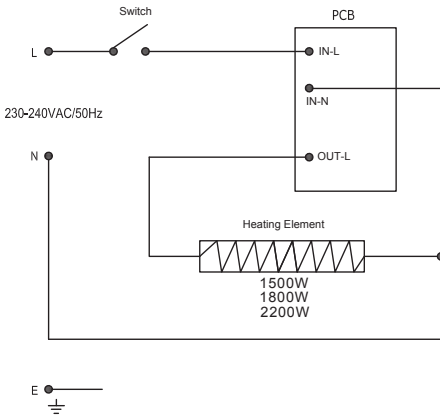 Switch
PCB
L
IN-L
IN-N
230-240VAC/50Hz
N
OUT-L
Heating Element
1500W
1800W
2200W
E